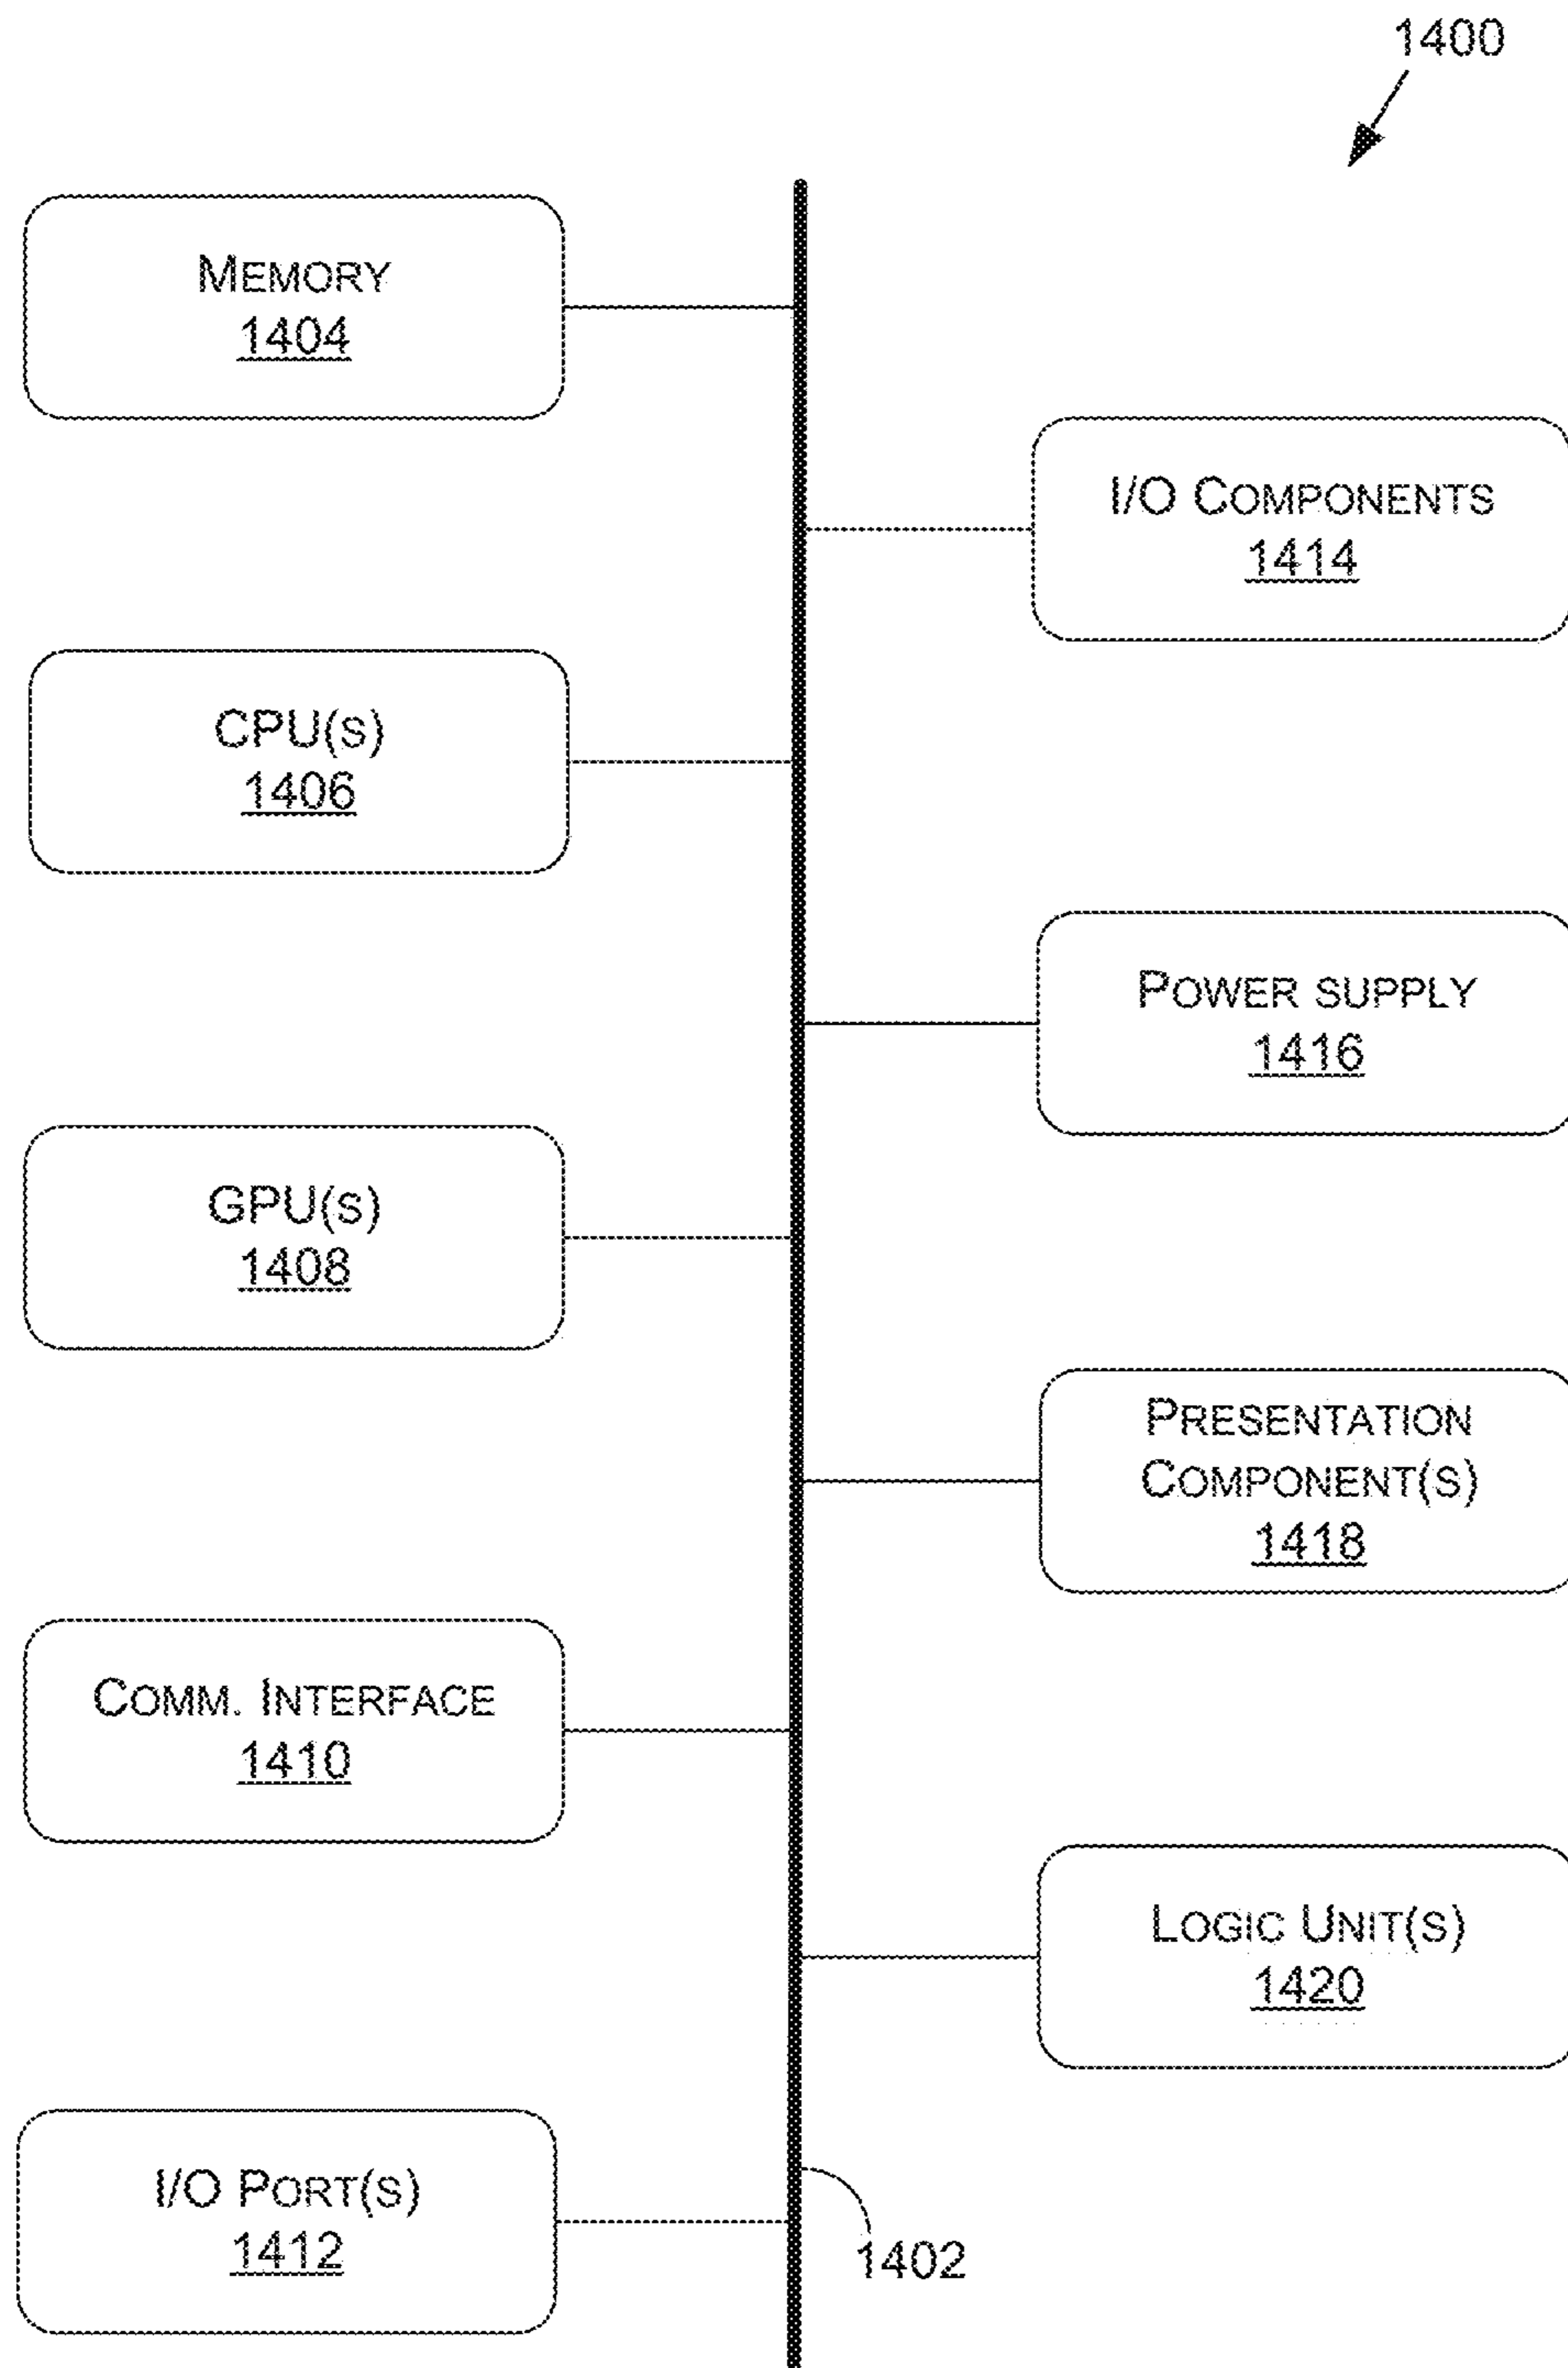 1400
MEMORY
1404
I/O COMPONENTS
1414
CPU(S)
1406
POWER SUPPLY
1416
GPU(S)
1408
PRESENTATION
COMPONENT(S)
1418
COMM. INTERFACE
1410
LOGIC UNIT(S)
1420
I/O PORT(S)
1412
1402